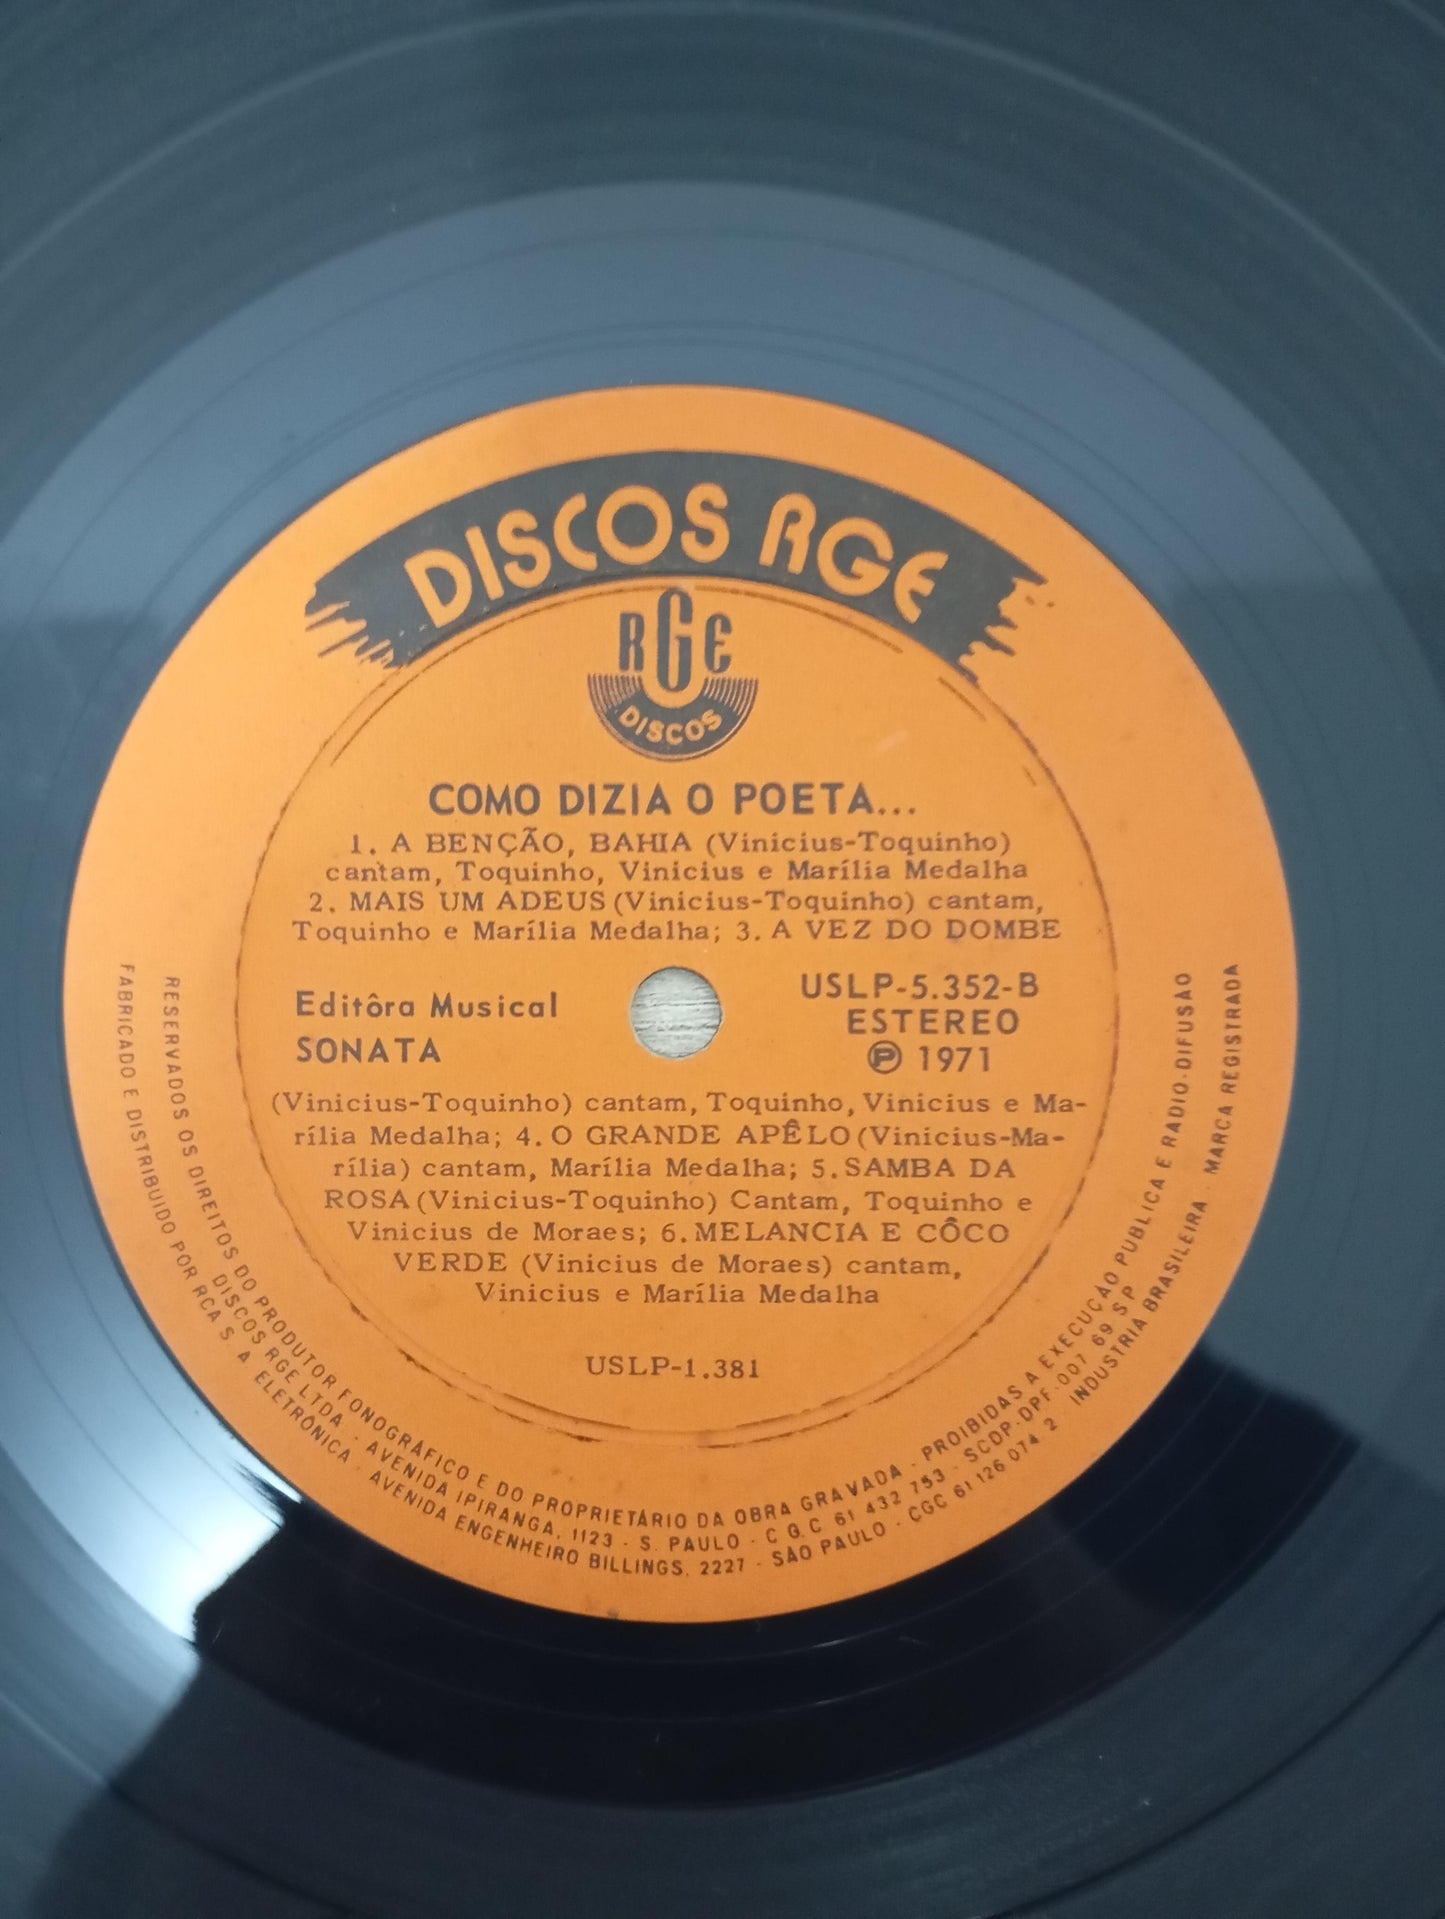 DISCOS RGE
RGE
DISCOS
COMO DIZIA O POETA...
1. A BENÇÃO, BAHIA (Vinicius-Toquinho)
cantam, Toquinho, Vinicius e Marília Medalha
2. MAIS UM ADEUS (Vinicius-Toquinho) cantam,
Toquinho e Marília Medalha; 3. A VEZ DO DOMBE
Editôra Musical
SONATA
USLP-5.352-B
ESTEREO
Ⓟ 1971
(Vinicius-Toquinho) cantam, Toquinho, Vinicius e Ma-
rília Medalha; 4. O GRANDE APÊLO (Vinicius-Ma-
rília) cantam, Marília Medalha; 5. SAMBA DA
ROSA (Vinicius-Toquinho) Cantam, Toquinho e
Vinicius de Moraes; 6. MELANCIA E CÔCO
VERDE (Vinicius de Moraes) cantam,
Vinicius e Marília Medalha
USLP-1.381
RESERVADOS OS DIREITOS DO PRODUTOR FONOGRÁFICO E DO PROPRIETÁRIO DA OBRA GRAVADA - PROIBIDAS A EXECUÇÃO PUBLICA E RADIO-DIFUSÃO
DISCOS RGE LTDA - AVENIDA IPIRANGA, 1123 - S. PAULO - C G.C 61 432 753 - SCDP-DPF-007 69 S P
FABRICADO E DISTRIBUIDO POR RCA S A ELETRÔNICA - AVENIDA ENGENHEIRO BILLINGS, 2227 - SÃO PAULO - CGC 61 126 074 2 INDUSTRIA BRASILEIRA - MARCA REGISTRADA